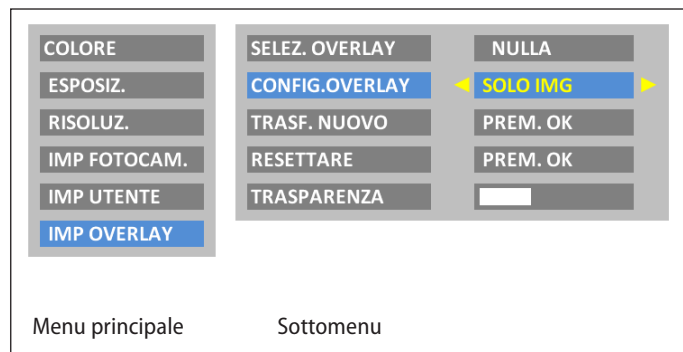 COLORE
ESPOSIZ.
RISOLUZ.
IMP FOTOCAM.
IMP UTENTE
IMP OVERLAY
SELEZ. OVERLAY NULLA
CONFIG.OVERLAY SOLO IMG
TRASF. NUOVO PREM. OK
RESETTARE PREM. OK
TRASPARENZA
Menu principale Sottomenu